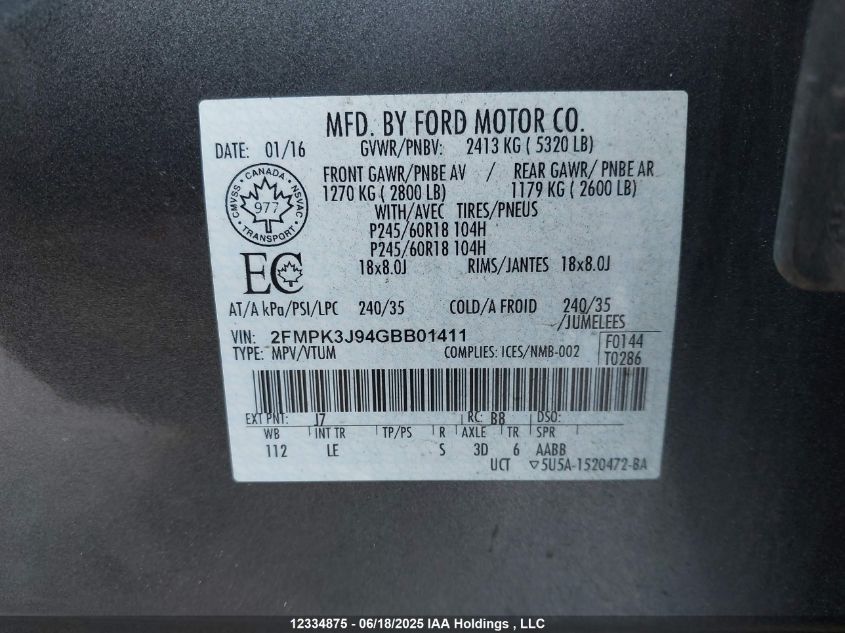 MFD. BY FORD MOTOR CO.
DATE: 01/16 GVWR/PNBV: 2413 KG ( 5320 LB)
FRONT GAWR/PNBE AV / REAR GAWR/ PNBE AR
1270 KG ( 2800 LB) 1179 KG ( 2600 LB)
WITH/AVEC TIRES/PNEUS
P245/60R18 104H
P245/60R18 104H
18x8.0J RIMS/JANTES 18x8.0J
CANADA
CMVSS NSVAC
977
TRANSPORT
EC
AT/A kPa/PSI/LPC 240/35 COLD/A FROID 240/35
/JUMELEES
VIN: 2FMPK3J94GBB01411
TYPE: MPV/VTUM COMPLIES: ICES/NMB-002
F0144
T0286
EXT PNT: J7 RC: BB DSO:
WB INT TR TP/PS R AXLE TR SPR
112 LE S 3D 6 AABB
UCT ▽5U5A-1520472-BA
12334875 - 06/18/2025 IAA Holdings , LLC